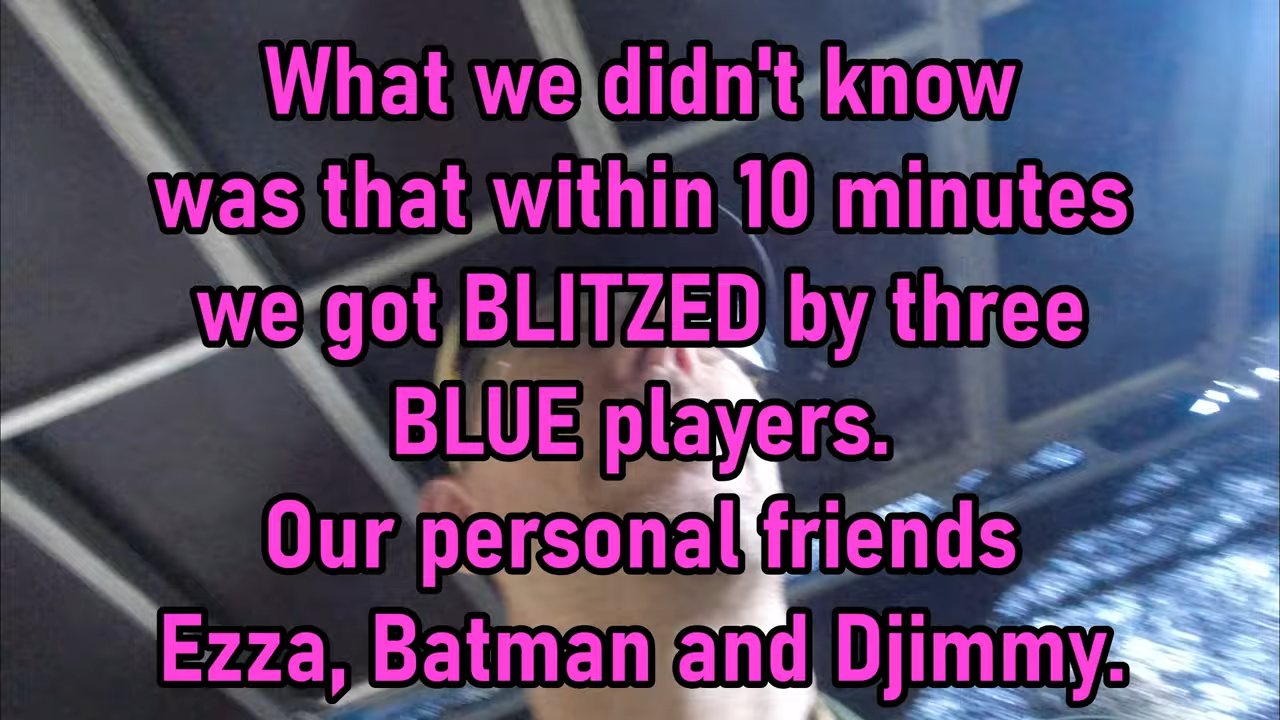 What we didn't know
was that within 10 minutes
we got BLITZED by three
BLUE players.
Our personal friends
Ezza, Batman and Djimmy.